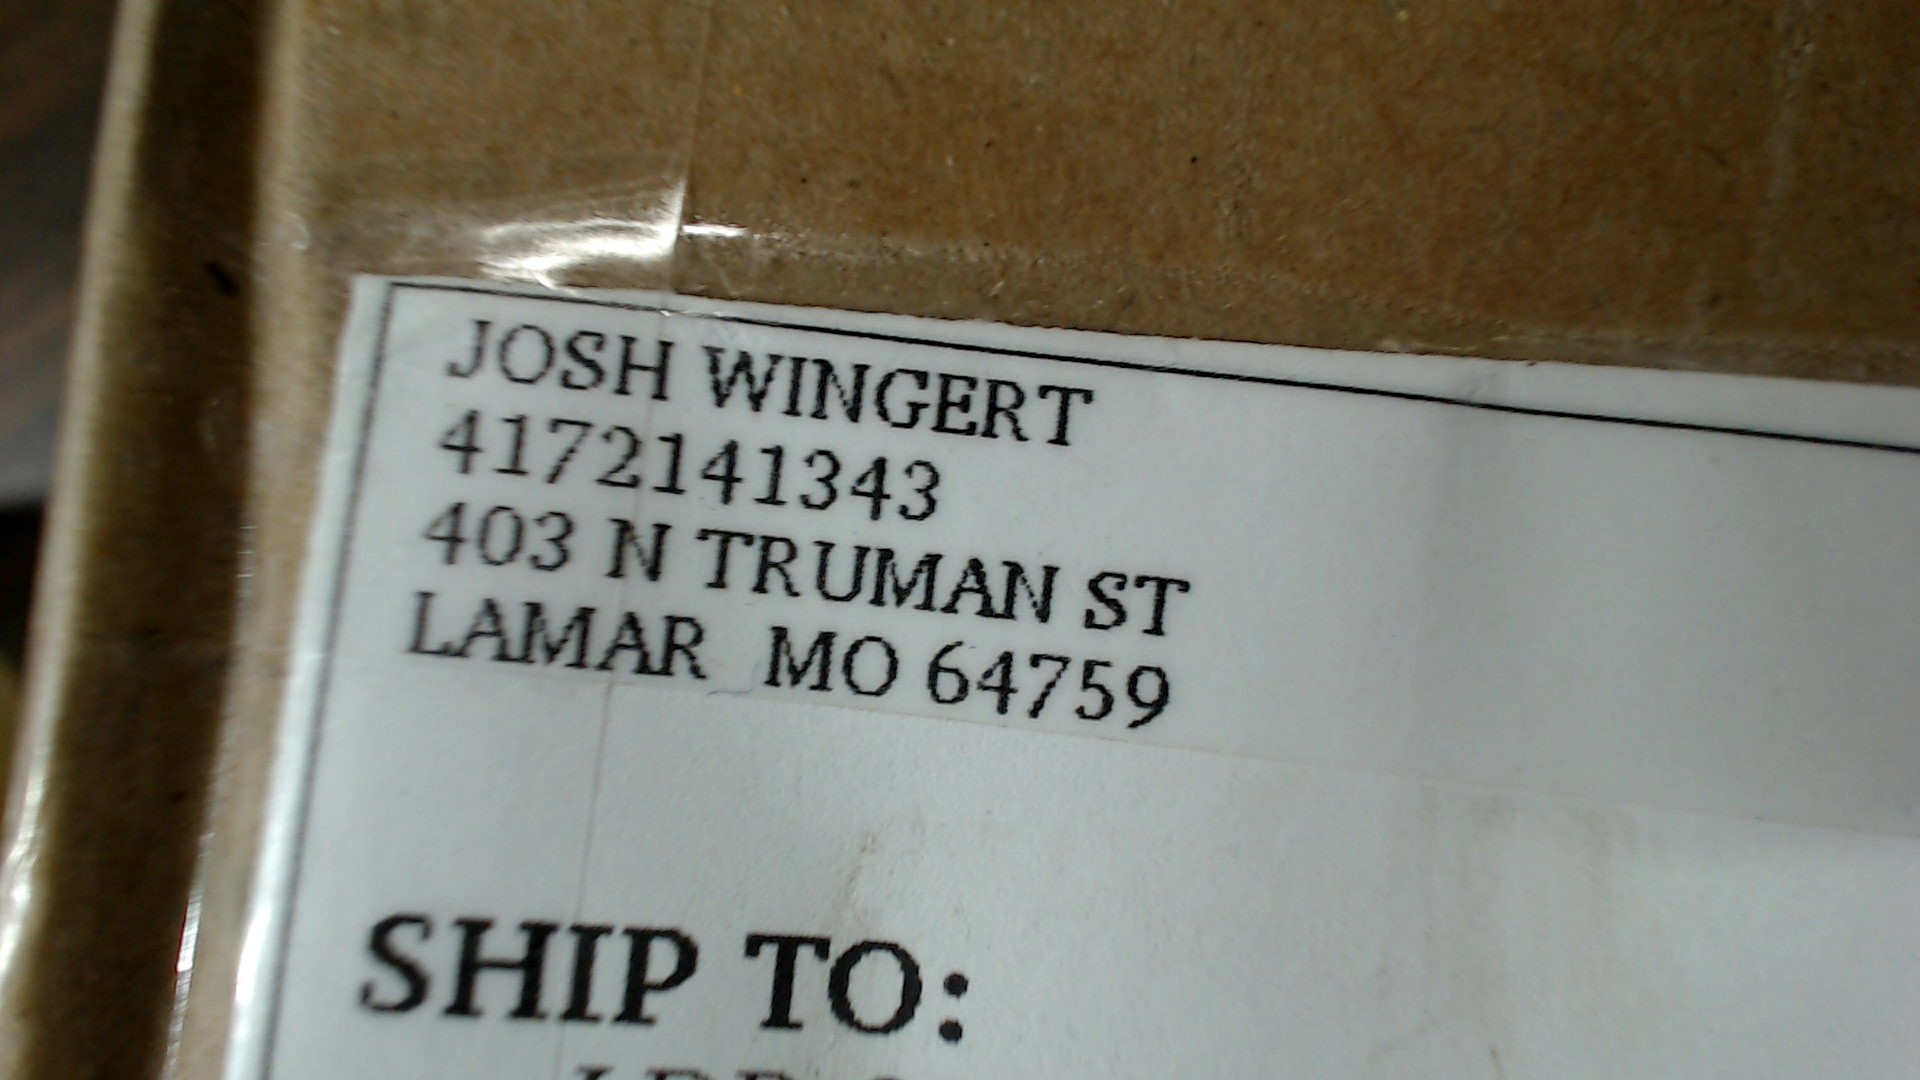 JOSH WINGERT
4172141343
403 N TRUMAN ST
LAMAR MO 64759
SHIP TO: